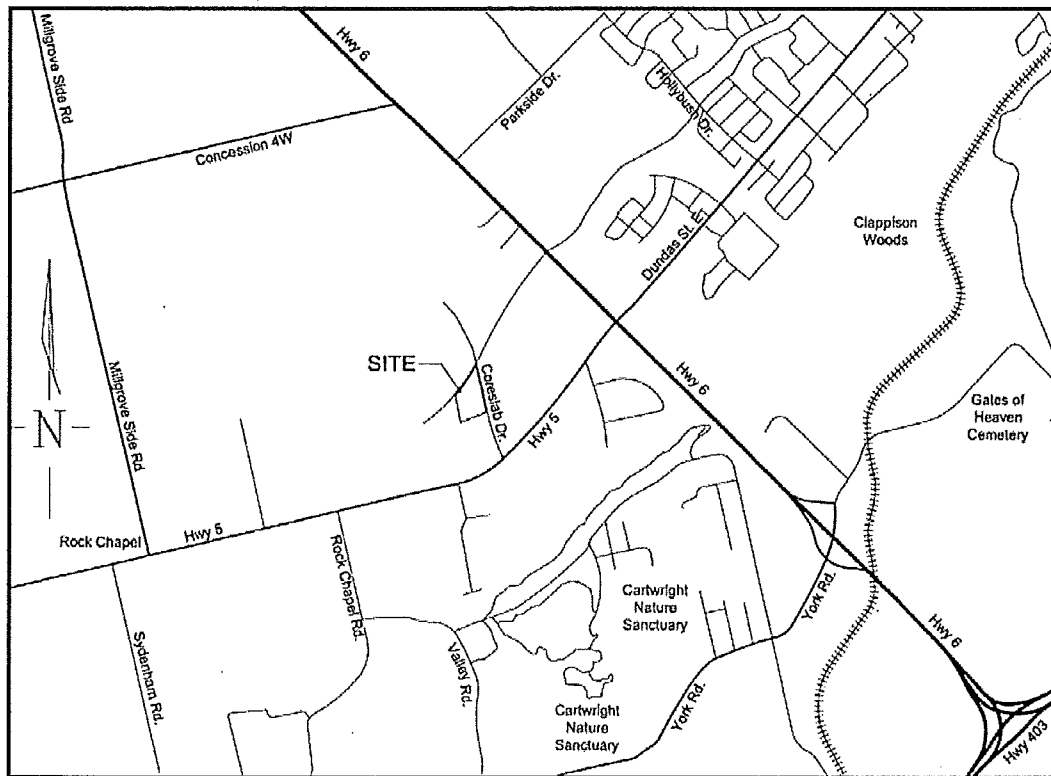 Millgrove Side Rd
Hwy 6
Parkside Dr.
Hollybush Dr.
Concession 4W
Dundas St. E
Clappison
Woods
SITE
Coreslab Dr.
Hwy 5
Hwy 6
Millgrove Side Rd
N
Gates of
Heaven
Cemetery
Rock Chapel
Hwy 5
Rock Chapel Rd.
Sydenham Rd.
Valley Rd.
Cartwright
Nature
Sanctuary
York Rd.
Hwy 6
York Rd.
Cartwright
Nature
Sanctuary
Hwy 403